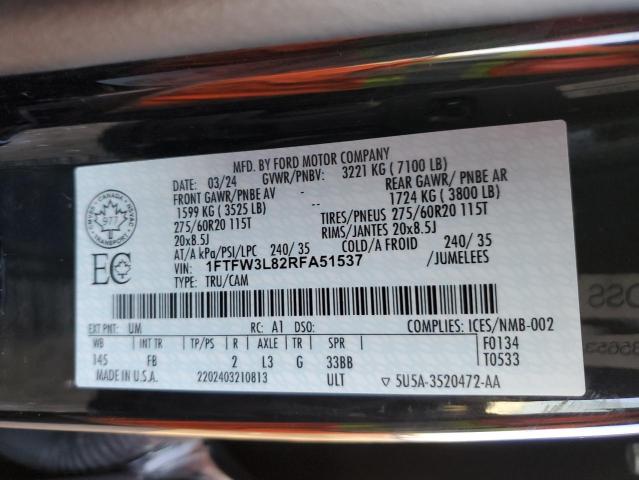 MFD. BY FORD MOTOR COMPANY
DATE: 03/24 GVWR/PNBV: 3221 KG ( 7100 LB)
FRONT GAWR/PNBE AV REAR GAWR/ PNBE AR
1599 KG ( 3525 LB) -- 1724 KG ( 3800 LB)
275/60R20 115T TIRES/PNEUS 275/60R20 115T
20x8.5J RIMS/JANTES 20x8.5J
AT/A kPa/PSI/LPC 240/ 35 COLD/A FROID 240/ 35
VIN: 1FTFW3L82RFA51537 /JUMELEES
TYPE: TRU/CAM
CANADA
977
TRANSPORT
EC
EXT PNT: UM RC: A1 DSO: COMPLIES: ICES/NMB-002
WB INT TR TP/PS R AXLE TR SPR F0134
145 FB 2 L3 G 33BB T0533
2202403210813 ULT 5U5A-3520472-AA